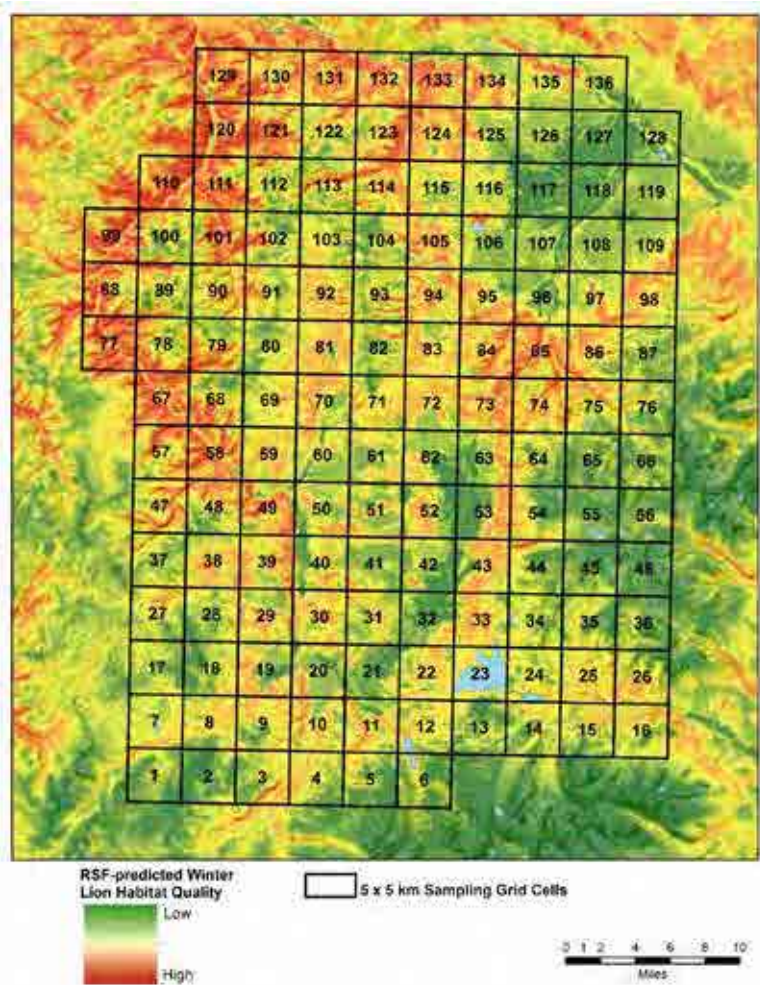 129 130 131 132 133 134 135 136
120 121 122 123 124 125 126 127 128
110 111 112 113 114 115 116 117 118 119
99 100 101 102 103 104 105 106 107 108 109
88 89 90 91 92 93 94 95 96 97 98
77 78 79 80 81 82 83 84 85 86 87
67 68 69 70 71 72 73 74 75 76
57 58 59 60 61 62 63 64 65 66
47 48 49 50 51 52 53 54 55 56
37 38 39 40 41 42 43 44 45 46
27 28 29 30 31 32 33 34 35 36
17 18 19 20 21 22 23 24 25 26
7 8 9 10 11 12 13 14 15 16
1 2 3 4 5 6
RSF-predicted Winter
Lion Habitat Quality
Low
High
5 x 5 km Sampling Grid Cells
0 1 2 4 6 8 10
Miles